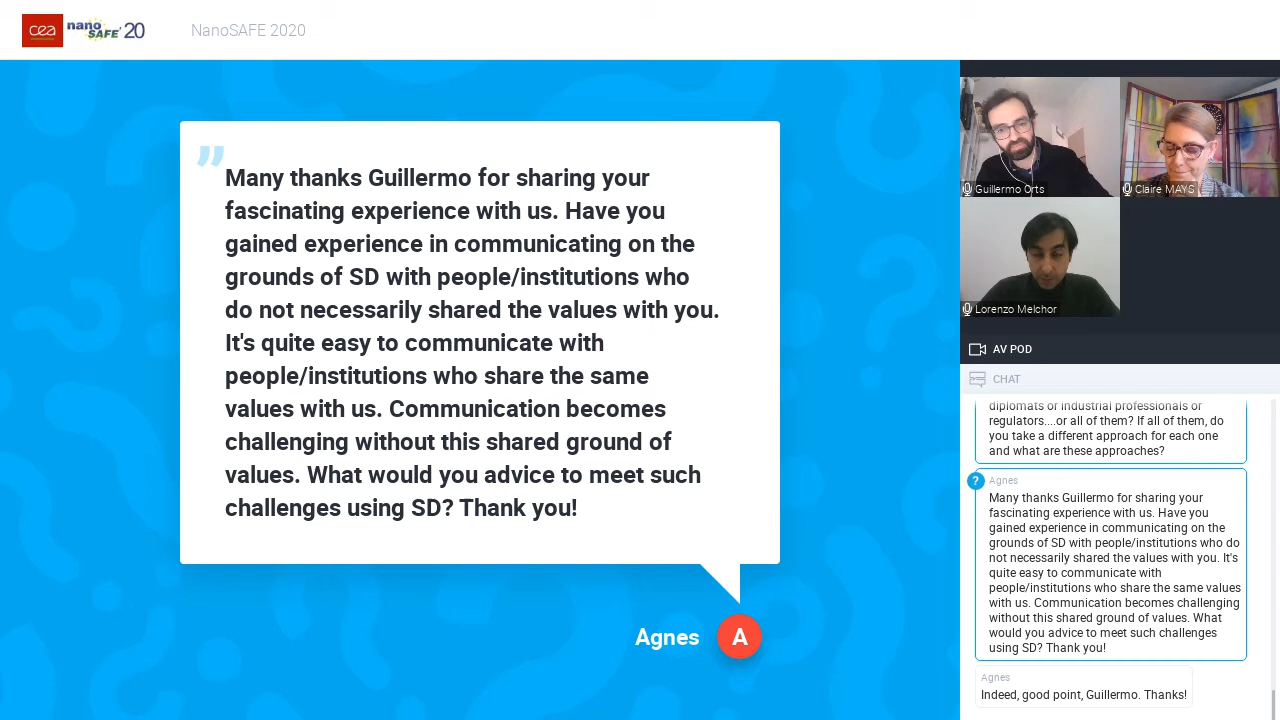 cea
nano
SAFE'
20
NanoSAFE 2020
”
Many thanks Guillermo for sharing your
fascinating experience with us. Have you
gained experience in communicating on the
grounds of SD with people/institutions who
do not necessarily shared the values with you.
It's quite easy to communicate with
people/institutions who share the same
values with us. Communication becomes
challenging without this shared ground of
values. What would you advice to meet such
challenges using SD? Thank you!
Agnes
A
Guillermo Orts
Claire MAYS
Lorenzo Melchor
AV POD
CHAT
diplomats or industrial professionals or
regulators....or all of them? If all of them, do
you take a different approach for each one
and what are these approaches?
?
Agnes
Many thanks Guillermo for sharing your
fascinating experience with us. Have you
gained experience in communicating on the
grounds of SD with people/institutions who do
not necessarily shared the values with you. It's
quite easy to communicate with
people/institutions who share the same values
with us. Communication becomes challenging
without this shared ground of values. What
would you advice to meet such challenges
using SD? Thank you!
Agnes
Indeed, good point, Guillermo. Thanks!